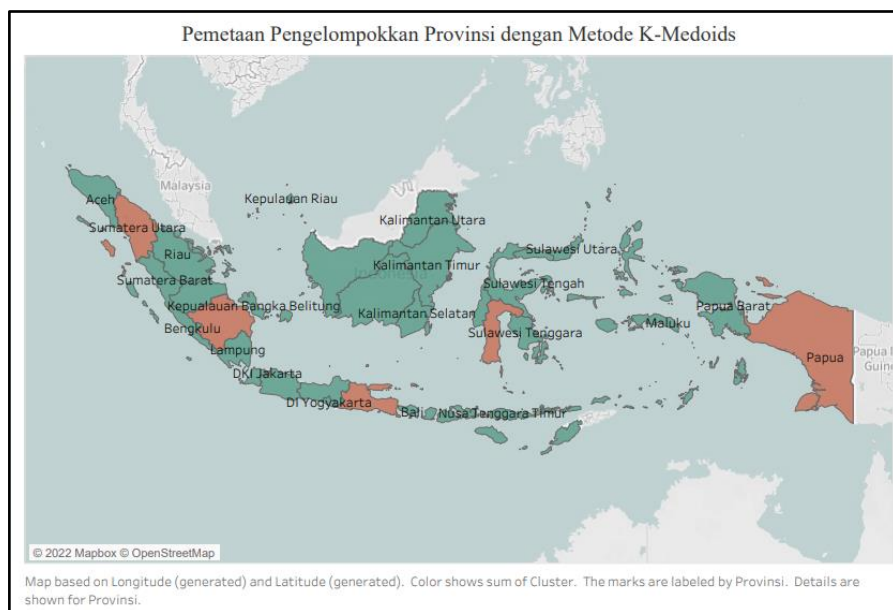 Pemetaan Pengelompokkan Provinsi dengan Metode K-Medoids
Malaysia
Aceh
Kepulauan Riau
Sumatera Utara
Kalimantan Utara
Riau
Sulawesi Utara
Kalimantan Timur
Sumatera Barat
Sulawesi Tengah
Kepualauan Bangka Belitung
Papua Barat
Kalimantan Selatan
Maluku
Bengkulu
Sulawesi Tenggara
Lampung
Papua
DKI Jakarta
DI Yogyakarta
Bali
Nusa Tenggara Timur
© 2022 Mapbox © OpenStreetMap
Map based on Longitude (generated) and Latitude (generated). Color shows sum of Cluster. The marks are labeled by Provinsi. Details are
shown for Provinsi.